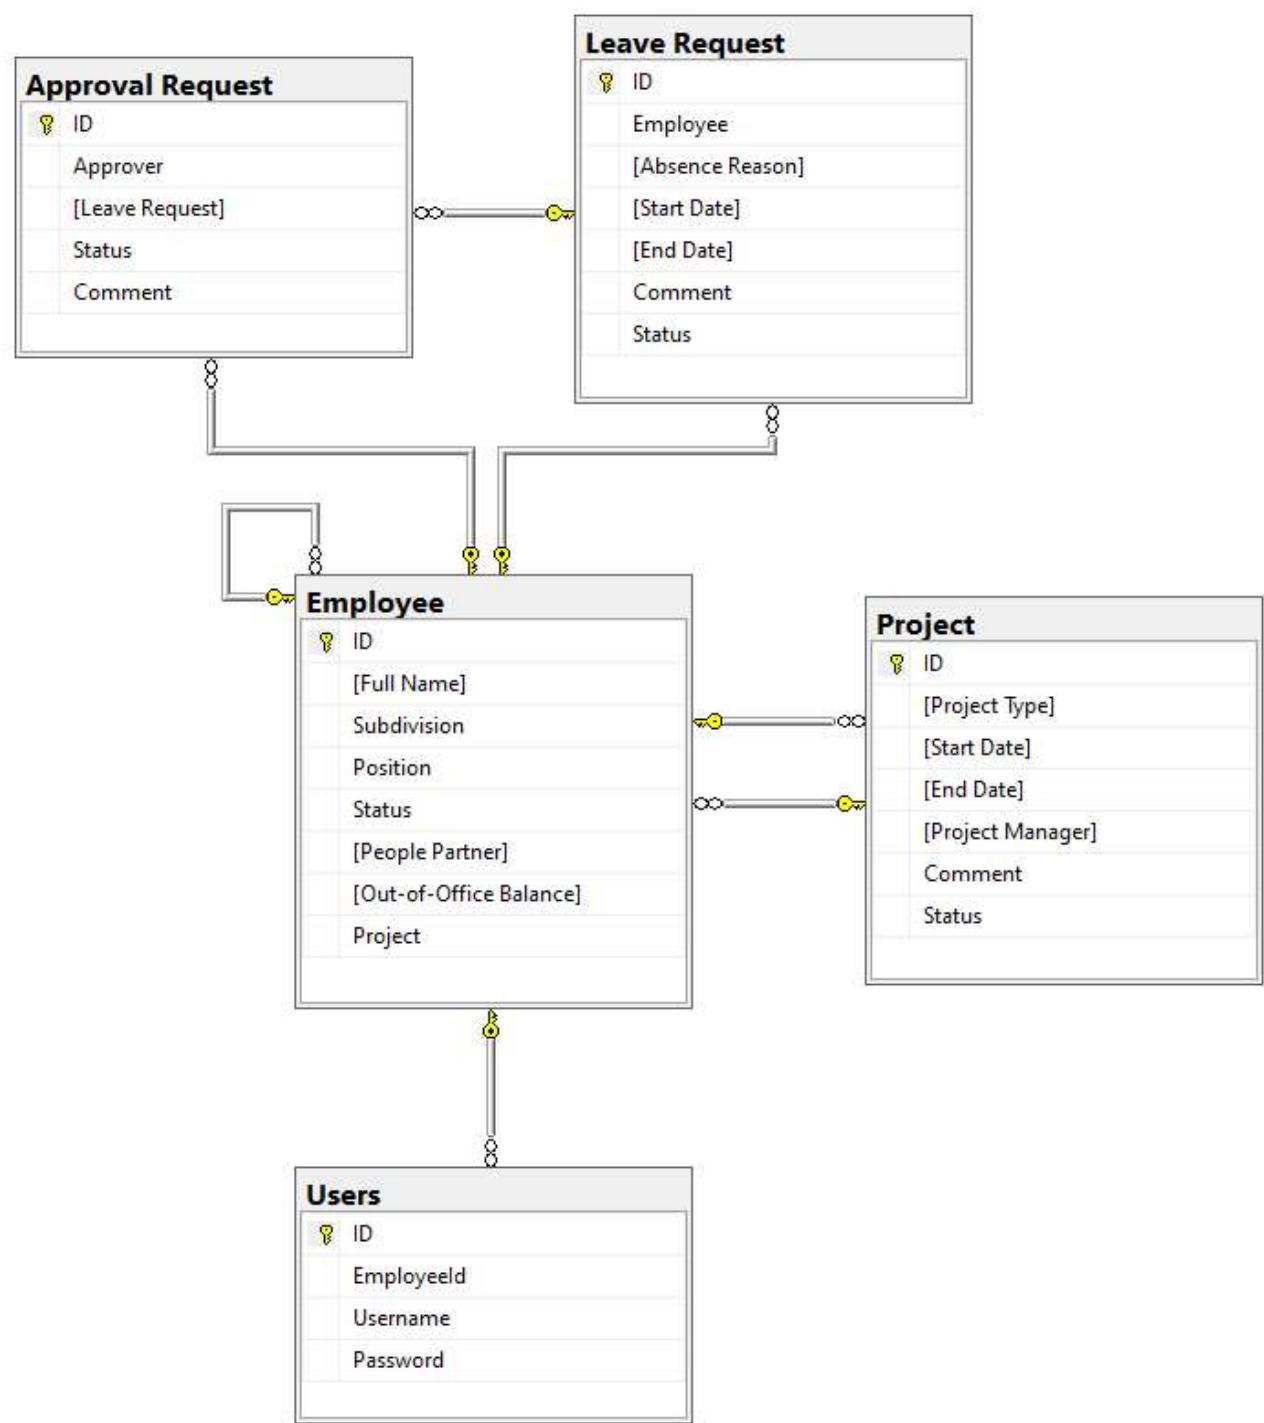 Approval Request
ID
Approver
[Leave Request]
Status
Comment
Leave Request
ID
Employee
[Absence Reason]
[Start Date]
[End Date]
Comment
Status
Employee
ID
[Full Name]
Subdivision
Position
Status
[People Partner]
[Out-of-Office Balance]
Project
Project
ID
[Project Type]
[Start Date]
[End Date]
[Project Manager]
Comment
Status
Users
ID
EmployeeId
Username
Password